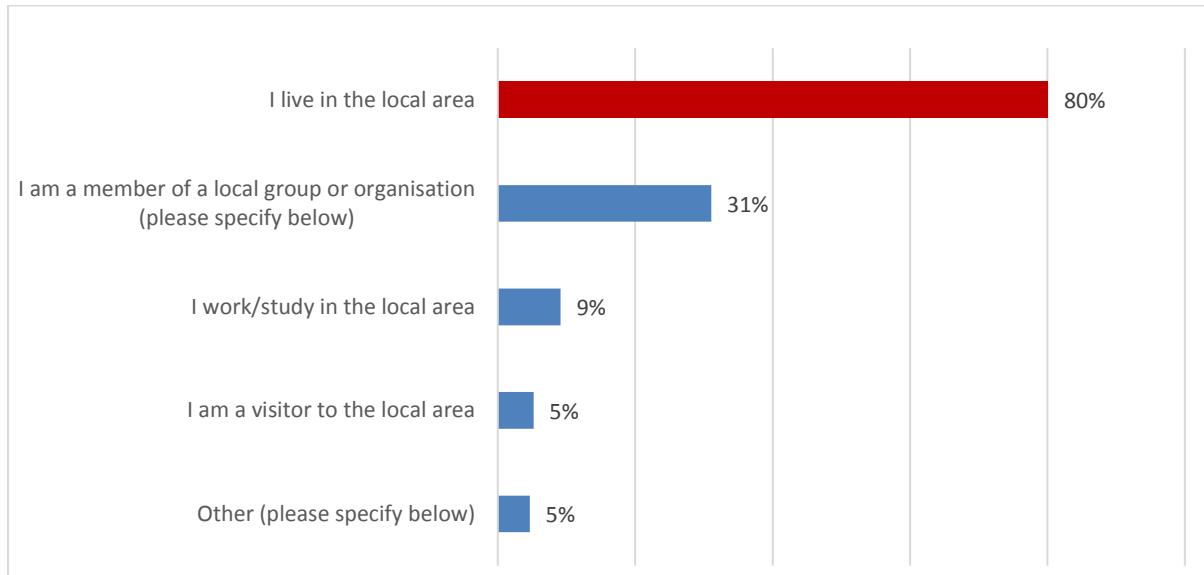 I live in the local area
80%
I am a member of a local group or organisation
(please specify below)
31%
I work/study in the local area
9%
I am a visitor to the local area
5%
Other (please specify below)
5%